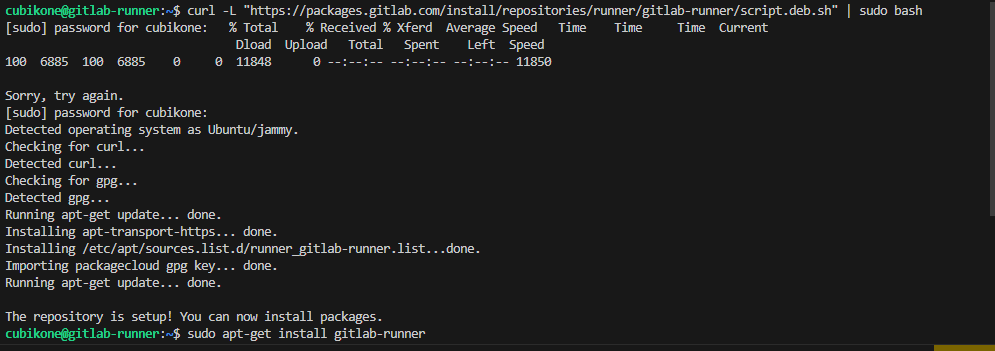 cubikone@gitlab-runner:~$ curl -L "https://packages.gitlab.com/install/repositories/runner/gitlab-runner/script.deb.sh" | sudo bash
[sudo] password for cubikone:   % Total    % Received % Xferd  Average Speed   Time    Time     Time  Current
                                 Dload  Upload   Total   Spent    Left  Speed
100  6885  100  6885    0     0  11848      0 --:--:-- --:--:-- --:--:-- 11850

Sorry, try again.
[sudo] password for cubikone:
Detected operating system as Ubuntu/jammy.
Checking for curl...
Detected curl...
Checking for gpg...
Detected gpg...
Running apt-get update... done.
Installing apt-transport-https... done.
Installing /etc/apt/sources.list.d/runner_gitlab-runner.list...done.
Importing packagecloud gpg key... done.
Running apt-get update... done.

The repository is setup! You can now install packages.
cubikone@gitlab-runner:~$ sudo apt-get install gitlab-runner